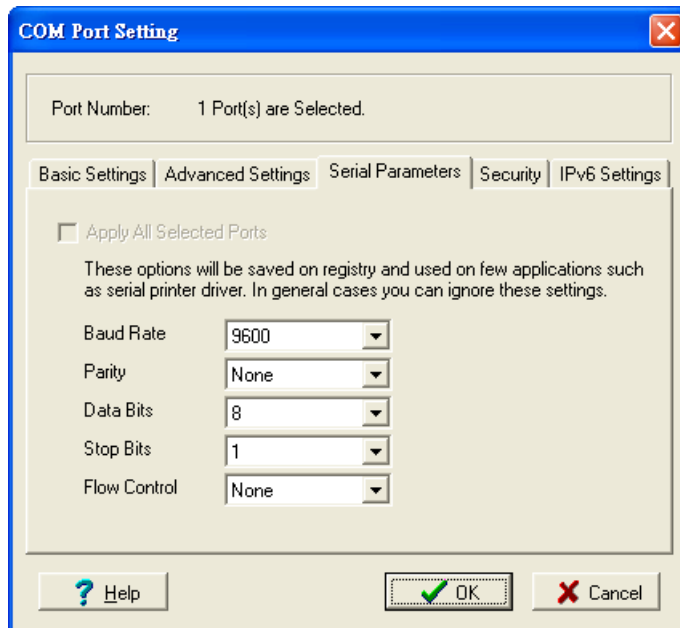 COM Port Setting
Port Number: 1 Port(s) are Selected.
Basic Settings Advanced Settings Serial Parameters Security IPv6 Settings
Apply All Selected Ports
These options will be saved on registry and used on few applications such
as serial printer driver. In general cases you can ignore these settings.
Baud Rate 9600
Parity None
Data Bits 8
Stop Bits 1
Flow Control None
? Help OK Cancel